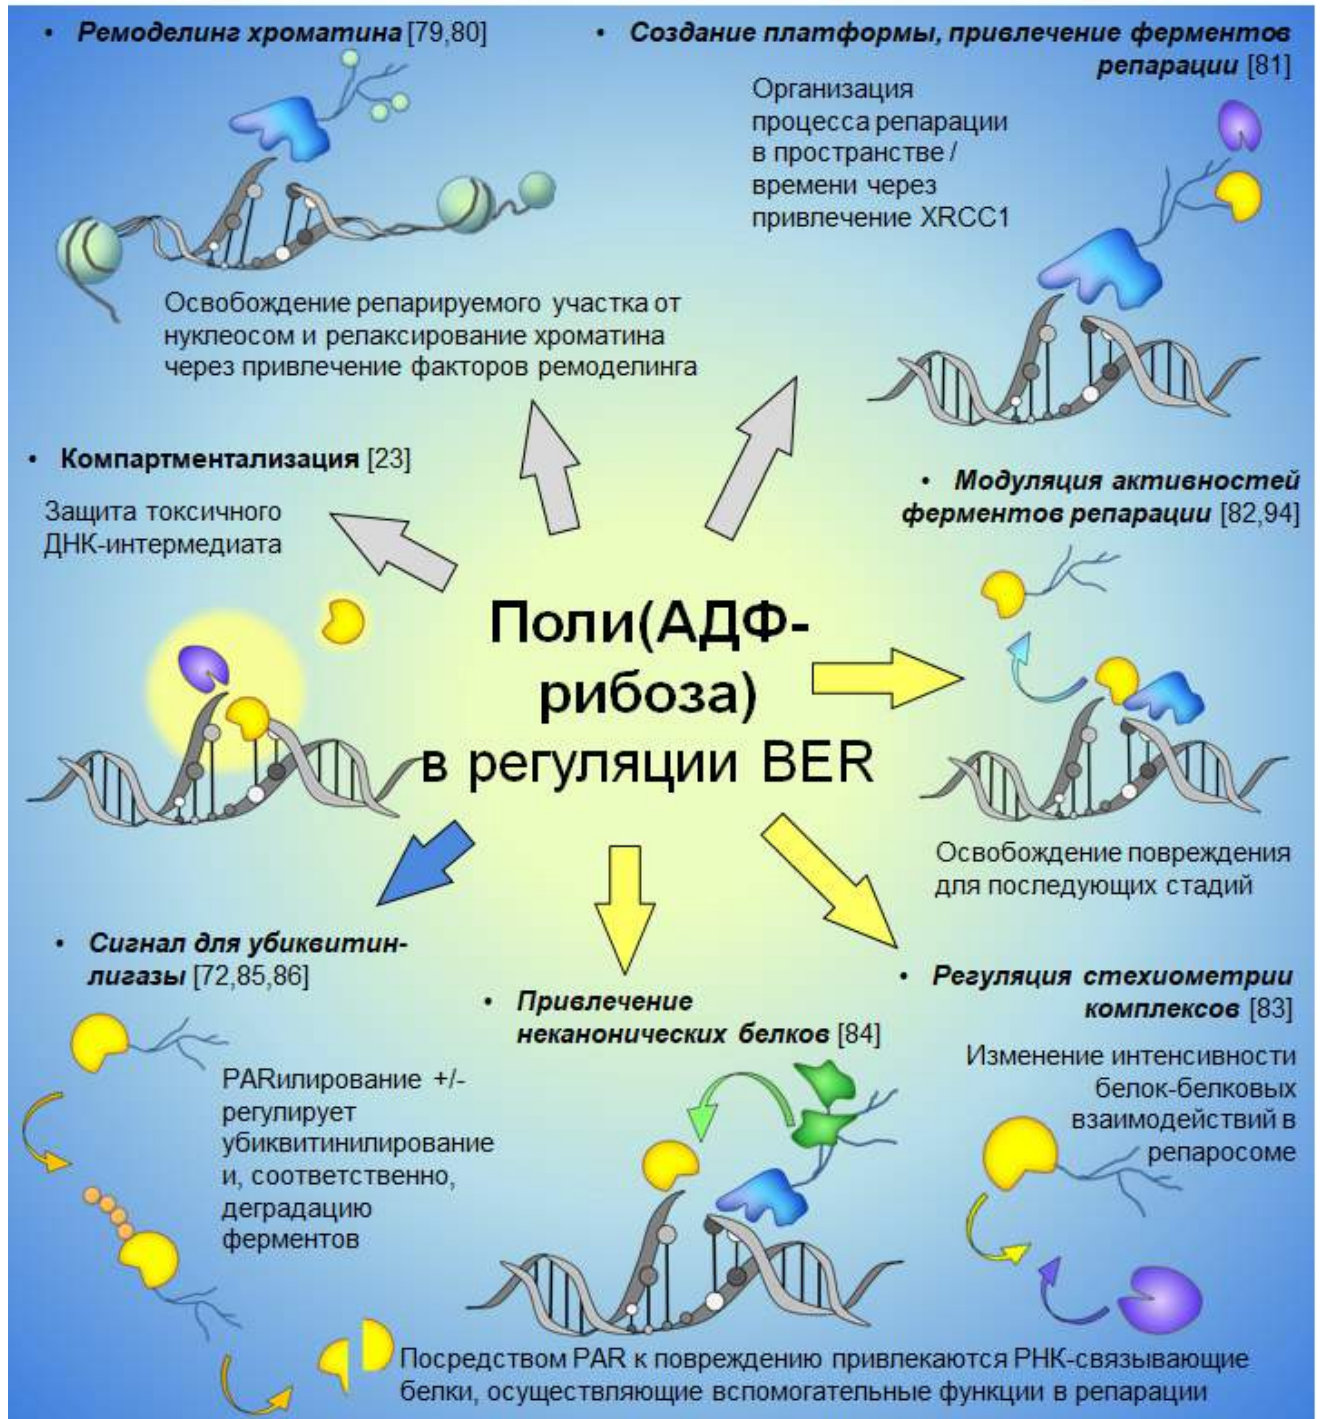 • Ремоделинг хроматина [79,80]
Освобождение репарируемого участка от
нуклеосом и релаксирование хроматина
через привлечение факторов ремоделинга
• Создание платформы, привлечение ферментов
репарации [81]
Организация
процесса репарации
в пространстве /
времени через
привлечение XRCC1
• Компартментализация [23]
Защита токсичного
ДНК-интермедиата
• Модуляция активностей
ферментов репарации [82,94]
Освобождение повреждения
для последующих стадий
Поли(АДФ-
рибоза)
в регуляции BER
• Сигнал для убиквитин-
лигазы [72,85,86]
PARилирование +/-
регулирует
убиквитинилирование
и, соответственно,
деградацию
ферментов
• Привлечение
неканонических белков [84]
Посредством PAR к повреждению привлекаются РНК-связывающие
белки, осуществляющие вспомогательные функции в репарации
• Регуляция стехиометрии
комплексов [83]
Изменение интенсивности
белок-белковых
взаимодействий в
репаросоме